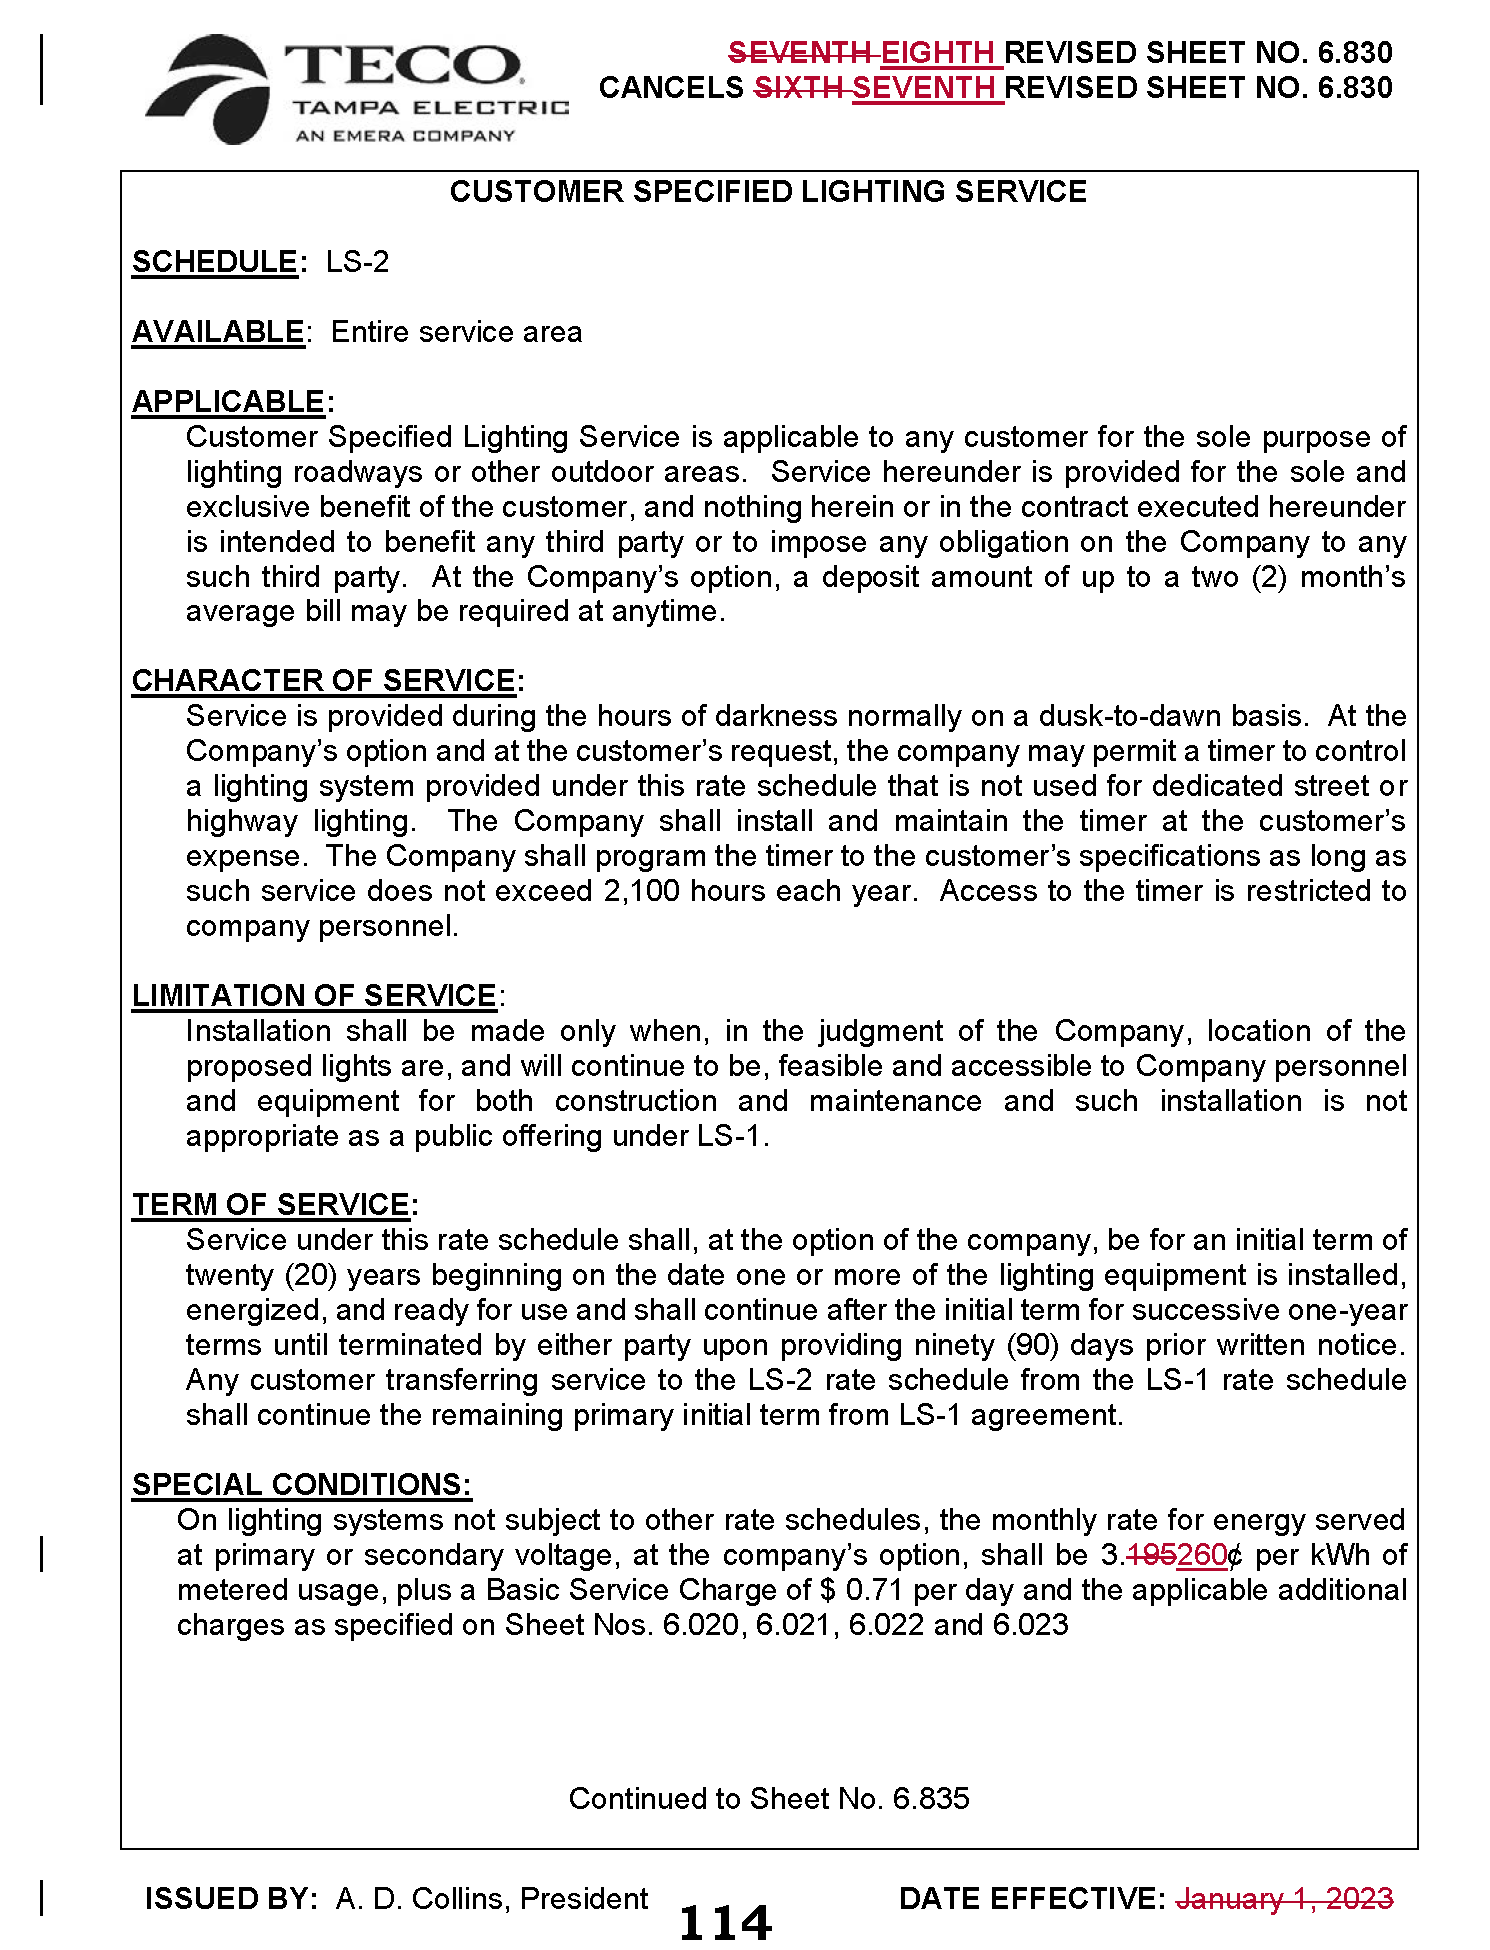 TECO
TAMPA ELECTRIC
AN EMERA COMPANY
SEVENTH EIGHTH REVISED SHEET NO. 6.830
CANCELS SIXTH SEVENTH REVISED SHEET NO. 6.830
CUSTOMER SPECIFIED LIGHTING SERVICE
SCHEDULE: LS-2
AVAILABLE: Entire service area
APPLICABLE:
Customer Specified Lighting Service is applicable to any customer for the sole purpose of
lighting roadways or other outdoor areas. Service hereunder is provided for the sole and
exclusive benefit of the customer, and nothing herein or in the contract executed hereunder
is intended to benefit any third party or to impose any obligation on the Company to any
such third party. At the Company's option, a deposit amount of up to a two (2) month's
average bill may be required at anytime.
CHARACTER OF SERVICE:
Service is provided during the hours of darkness normally on a dusk-to-dawn basis. At the
Company's option and at the customer's request, the company may permit a timer to control
a lighting system provided under this rate schedule that is not used for dedicated street or
highway lighting. The Company shall install and maintain the timer at the customer's
expense. The Company shall program the timer to the customer's specifications as long as
such service does not exceed 2,100 hours each year. Access to the timer is restricted to
company personnel.
LIMITATION OF SERVICE:
Installation shall be made only when, in the judgment of the Company, location of the
proposed lights are, and will continue to be, feasible and accessible to Company personnel
and equipment for both construction and maintenance and such installation is not
appropriate as a public offering under LS-1.
TERM OF SERVICE:
Service under this rate schedule shall, at the option of the company, be for an initial term of
twenty (20) years beginning on the date one or more of the lighting equipment is installed,
energized, and ready for use and shall continue after the initial term for successive one-year
terms until terminated by either party upon providing ninety (90) days prior written notice.
Any customer transferring service to the LS-2 rate schedule from the LS-1 rate schedule
shall continue the remaining primary initial term from LS-1 agreement.
SPECIAL CONDITIONS:
On lighting systems not subject to other rate schedules, the monthly rate for energy served
at primary or secondary voltage, at the company's option, shall be 3.195260¢ per kWh of
metered usage, plus a Basic Service Charge of $ 0.71 per day and the applicable additional
charges as specified on Sheet Nos. 6.020, 6.021, 6.022 and 6.023
Continued to Sheet No. 6.835
ISSUED BY: A. D. Collins, President
DATE EFFECTIVE: January 1, 2023
114